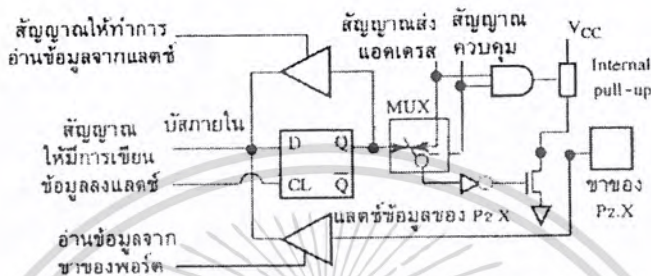 สัญญาณให้ทำการ
อ่านข้อมูลจากแลตช์
สัญญาณส่ง
แอดเดรส
สัญญาณ
ควบคุม
VCC
Internal
pull-up
MUX
บัสภายใน
สัญญาณ
ให้มีการเขียน
ข้อมูลลงแลตช์
D Q
CL Q̅
ขาของ
P2.X
แลตช์ข้อมูลของ P2 X
อ่านข้อมูลจาก
ขาของพอร์ต